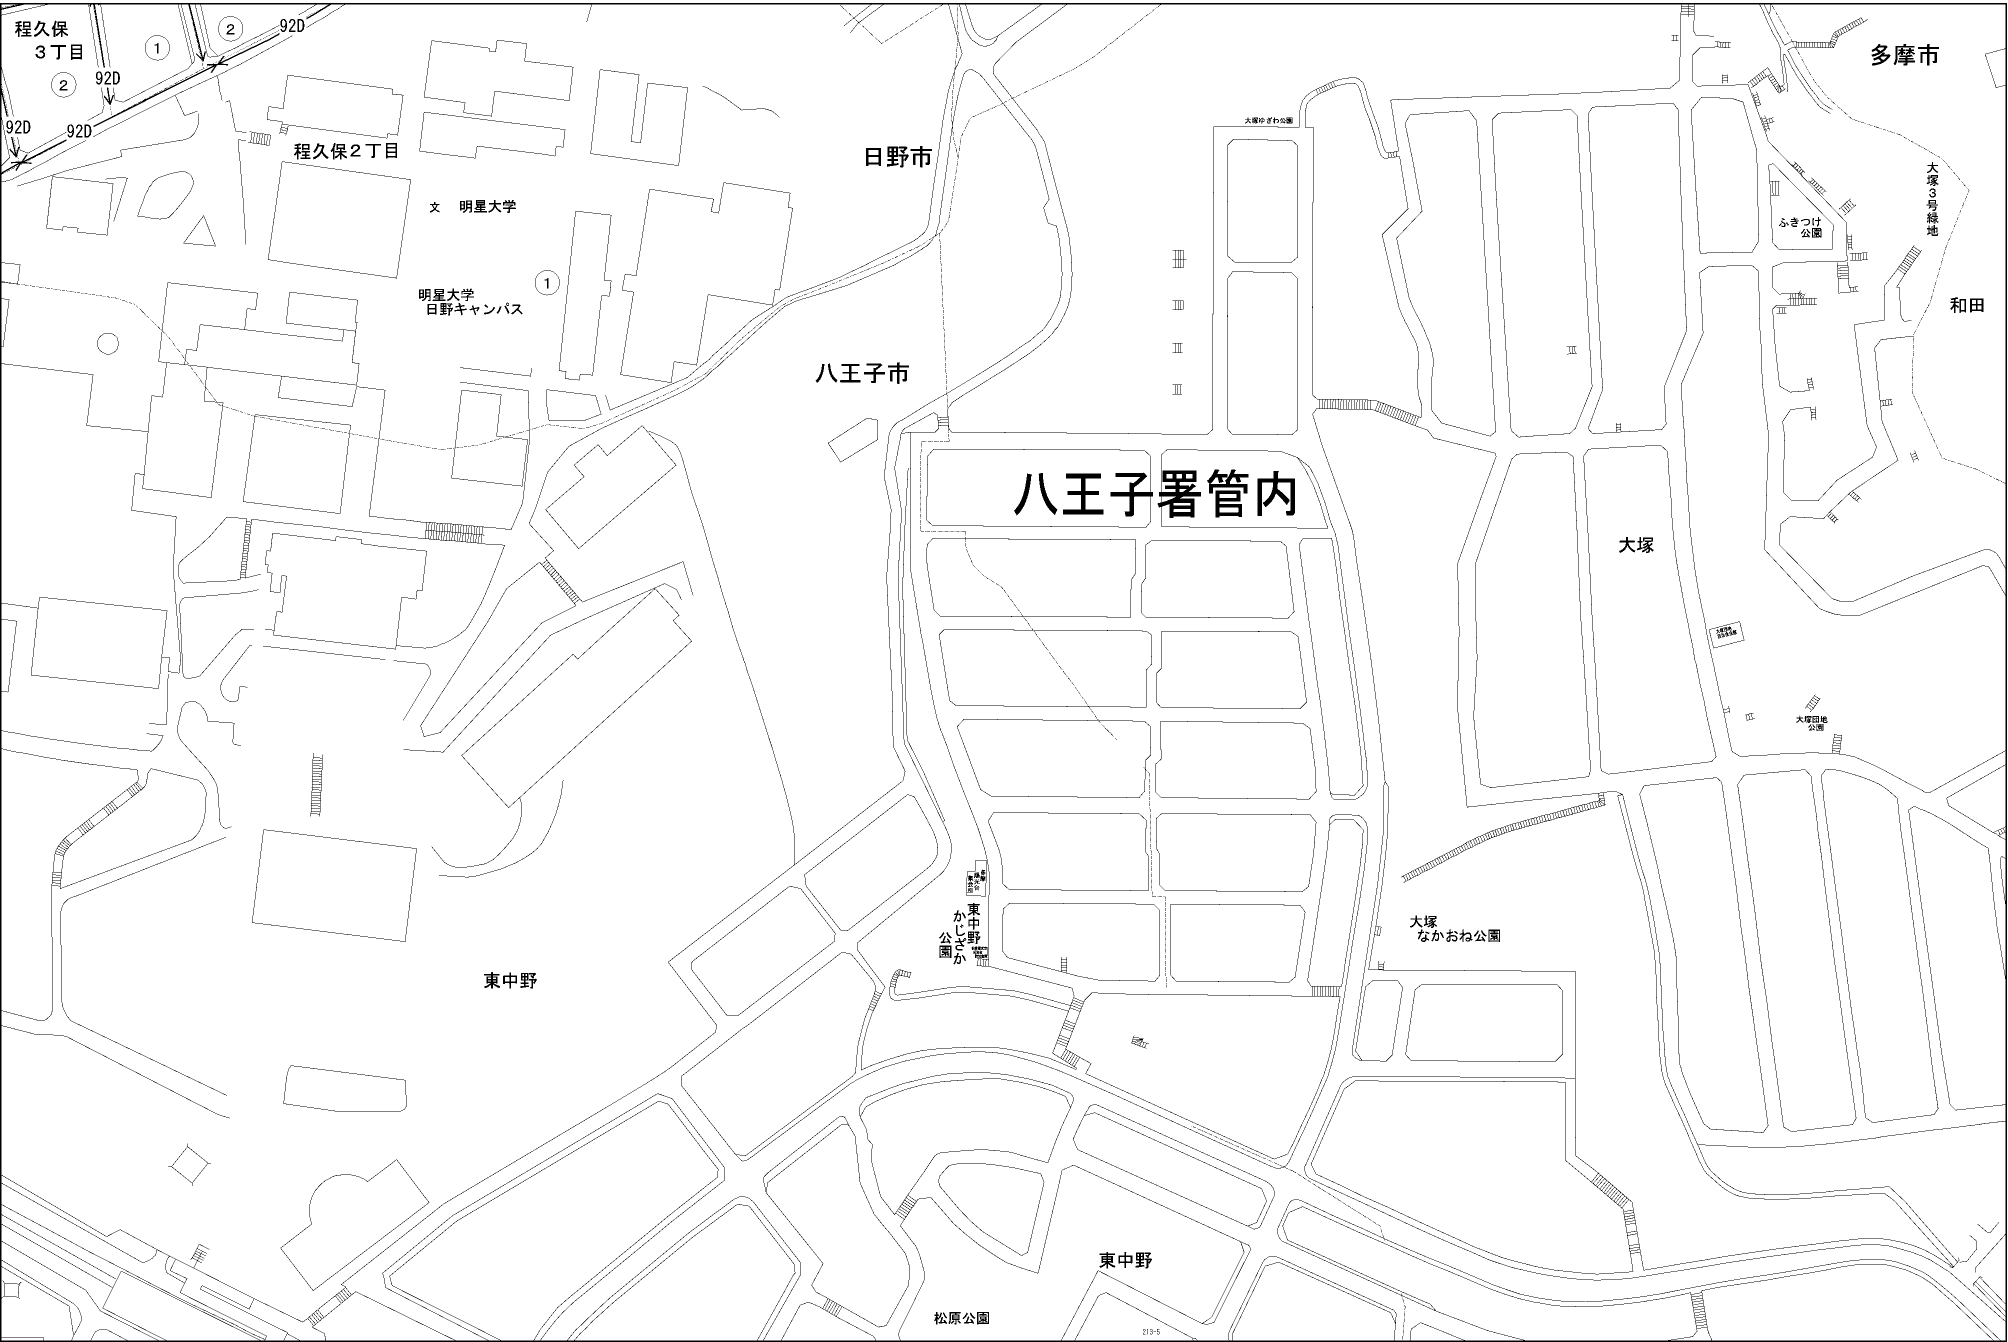 程久保
３丁目
①
②
②
92D
92D
92D
92D
程久保２丁目
文 明星大学
①
明星大学
日野キャンパス
日野市
八王子市
大塚ゆぎわ公園
多摩市
大塚３号緑地
ふきつけ
公園
和田
八王子署管内
大塚
大塚団地
公園
大塚
なかおね公園
東中野
かじざか
公園
東中野
東中野
松原公園
213-5